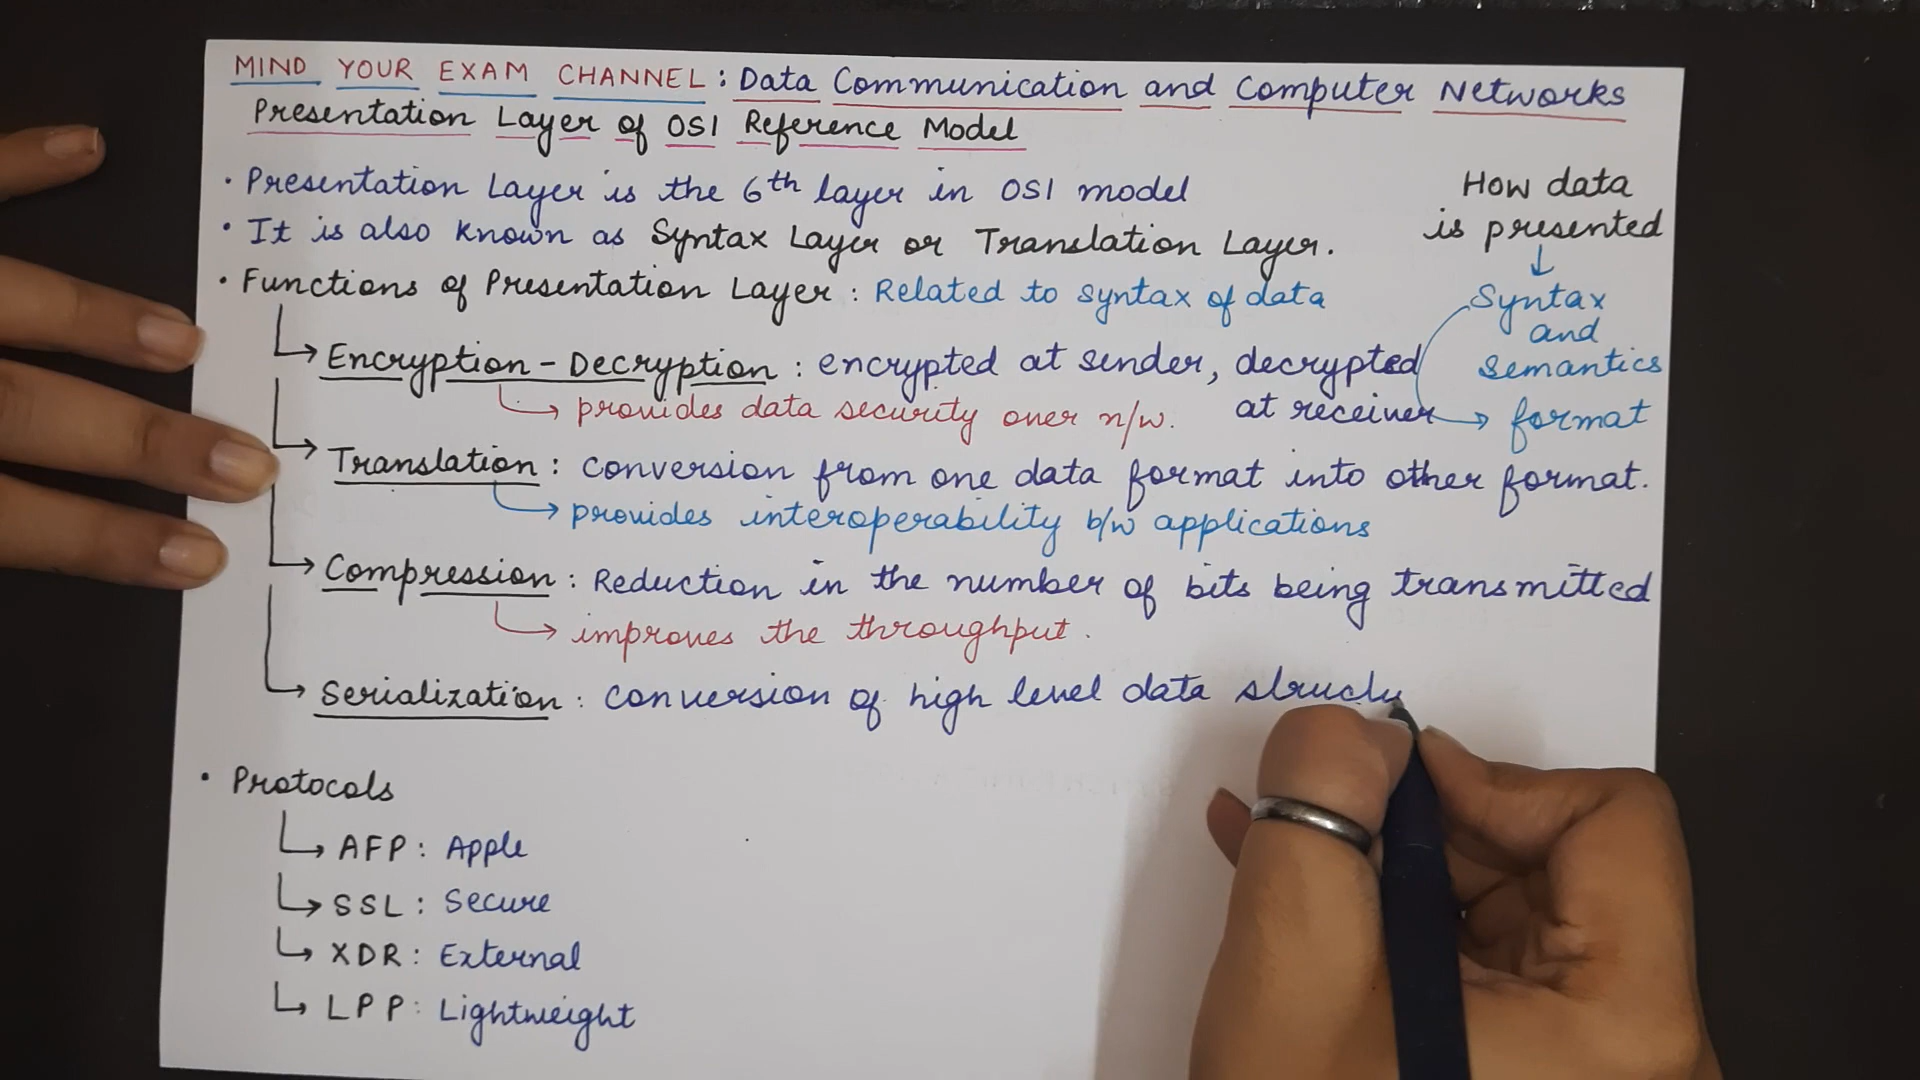 MIND YOUR EXAM CHANNEL: Data Communication and Computer Networks
Presentation Layer of OSI Reference Model
• Presentation Layer is the 6th layer in OSI model
• It is also known as Syntax Layer or Translation Layer.
• Functions of Presentation Layer: Related to syntax of data
How data
is presented
↓
Syntax
and
semantics
→ format
→ Encryption - Decryption: encrypted at sender, decrypted
at receiver
→ provides data security over n/w.
→ Translation: conversion from one data format into other format.
→ provides interoperability b/w applications
→ Compression: Reduction in the number of bits being transmitted
→ improves the throughput.
→ Serialization: conversion of high level data structu
• Protocols
→ AFP: Apple
→ SSL: Secure
→ XDR: External
→ LPP: Lightweight